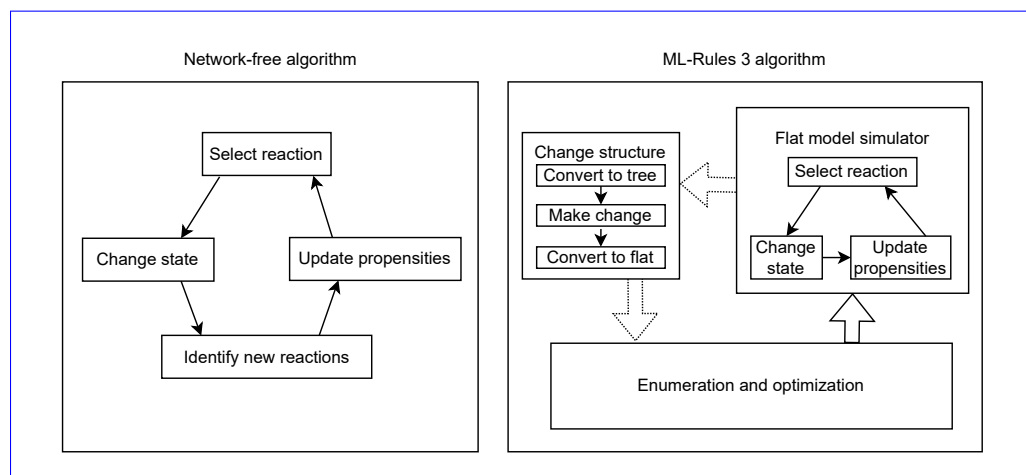 Network-free algorithm
Select reaction
Change state
Update propensities
Identify new reactions
ML-Rules 3 algorithm
Change structure
Convert to tree
Make change
Convert to flat
Flat model simulator
Select reaction
Change
state
Update
propensities
Enumeration and optimization